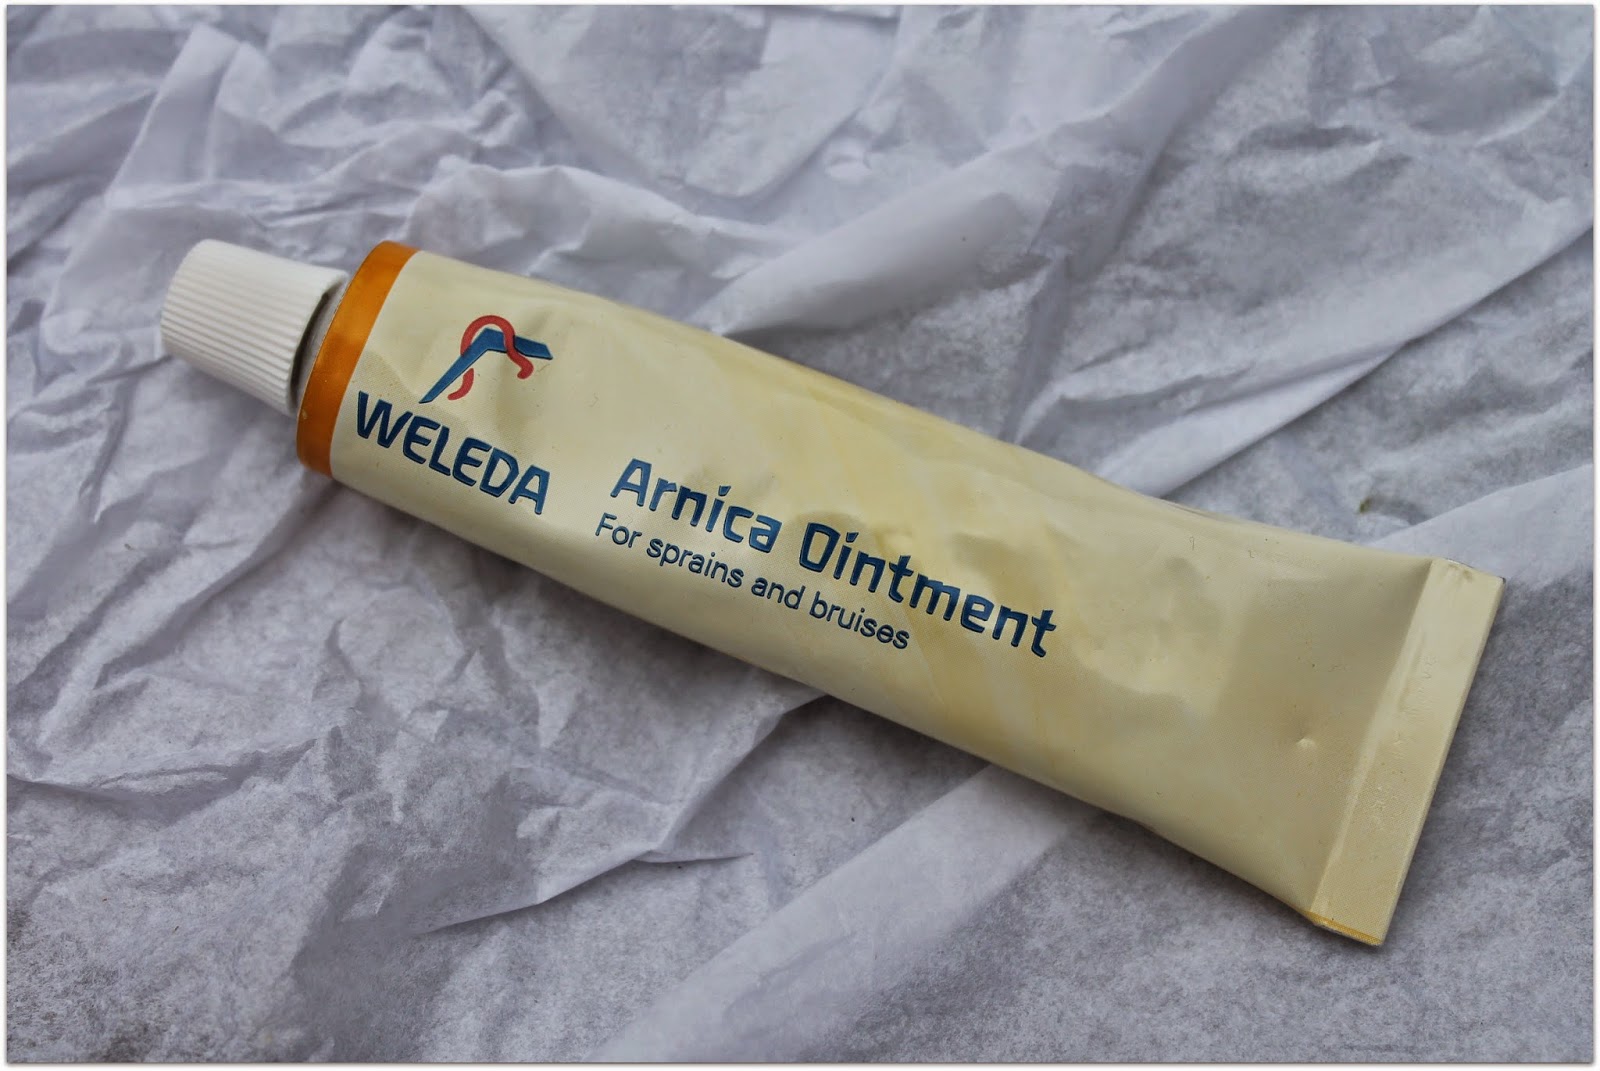 WELEDA
Arnica Ointment
For sprains and bruises